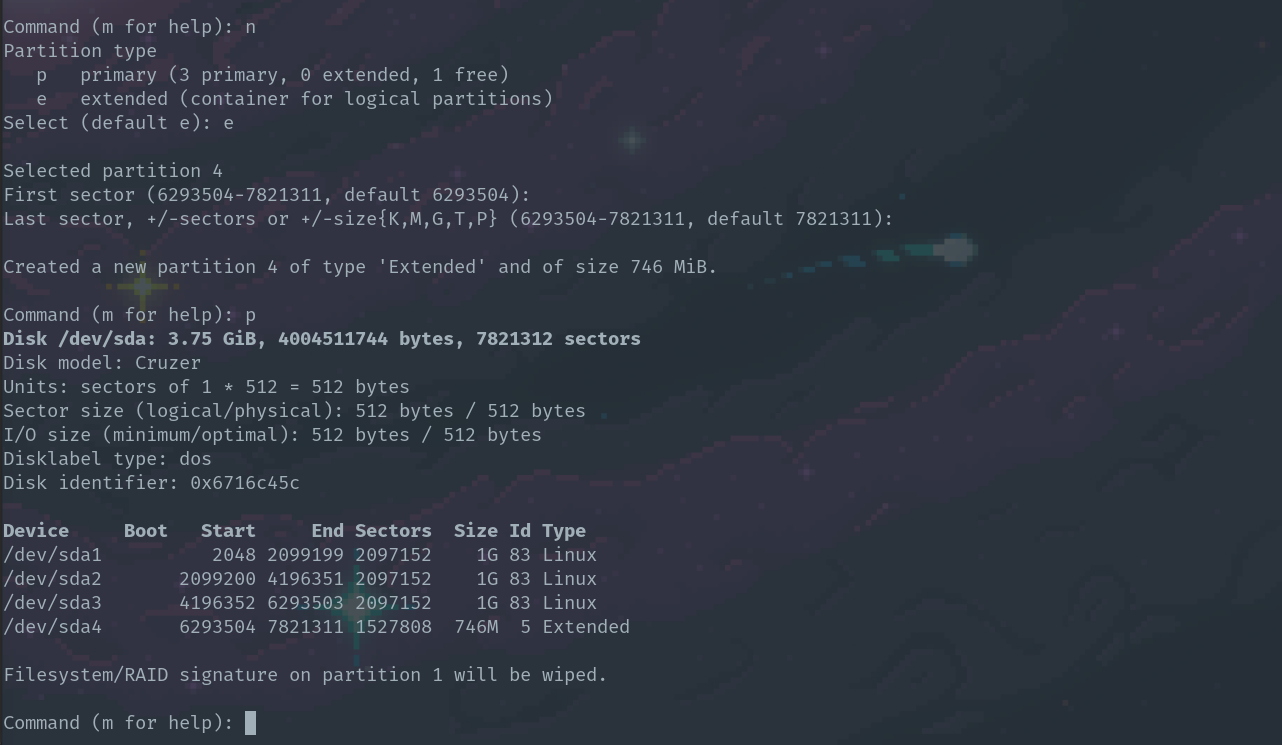 Command (m for help): n
Partition type
   p   primary (3 primary, 0 extended, 1 free)
   e   extended (container for logical partitions)
Select (default e): e

Selected partition 4
First sector (6293504-7821311, default 6293504):
Last sector, +/-sectors or +/-size{K,M,G,T,P} (6293504-7821311, default 7821311):

Created a new partition 4 of type 'Extended' and of size 746 MiB.

Command (m for help): p
Disk /dev/sda: 3.75 GiB, 4004511744 bytes, 7821312 sectors
Disk model: Cruzer
Units: sectors of 1 * 512 = 512 bytes
Sector size (logical/physical): 512 bytes / 512 bytes
I/O size (minimum/optimal): 512 bytes / 512 bytes
Disklabel type: dos
Disk identifier: 0x6716c45c

Device     Boot   Start     End Sectors  Size Id Type
/dev/sda1          2048 2099199 2097152    1G 83 Linux
/dev/sda2       2099200 4196351 2097152    1G 83 Linux
/dev/sda3       4196352 6293503 2097152    1G 83 Linux
/dev/sda4       6293504 7821311 1527808  746M  5 Extended

Filesystem/RAID signature on partition 1 will be wiped.

Command (m for help):